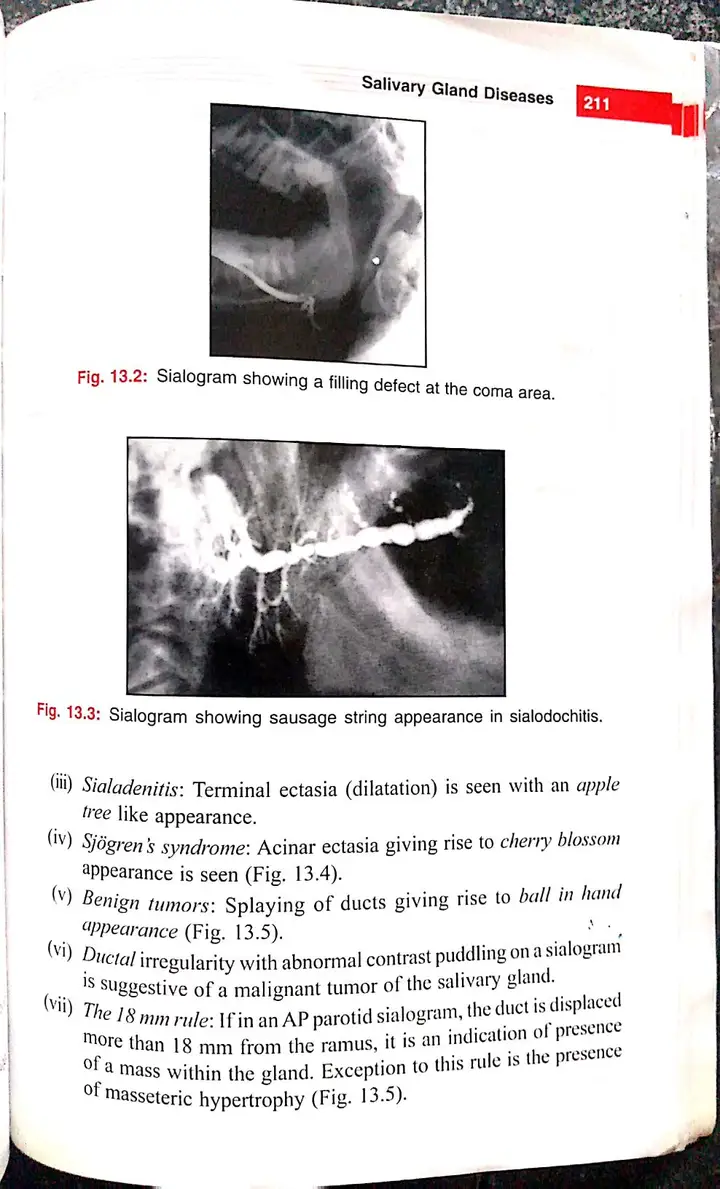 Salivary Gland Diseases 211
Fig. 13.2: Sialogram showing a filling defect at the coma area.
Fig. 13.3: Sialogram showing sausage string appearance in sialodochitis.
(iii) Sialadenitis: Terminal ectasia (dilatation) is seen with an apple
tree like appearance.
(iv) Sjögren's syndrome: Acinar ectasia giving rise to cherry blossom
appearance is seen (Fig. 13.4).
(v) Benign tumors: Splaying of ducts giving rise to ball in hand
appearance (Fig. 13.5).
(vi) Ductal irregularity with abnormal contrast puddling on a sialogram
is suggestive of a malignant tumor of the salivary gland.
(vii) The 18 mm rule: If in an AP parotid sialogram, the duct is displaced
more than 18 mm from the ramus, it is an indication of presence
of a mass within the gland. Exception to this rule is the presence
of masseteric hypertrophy (Fig. 13.5).